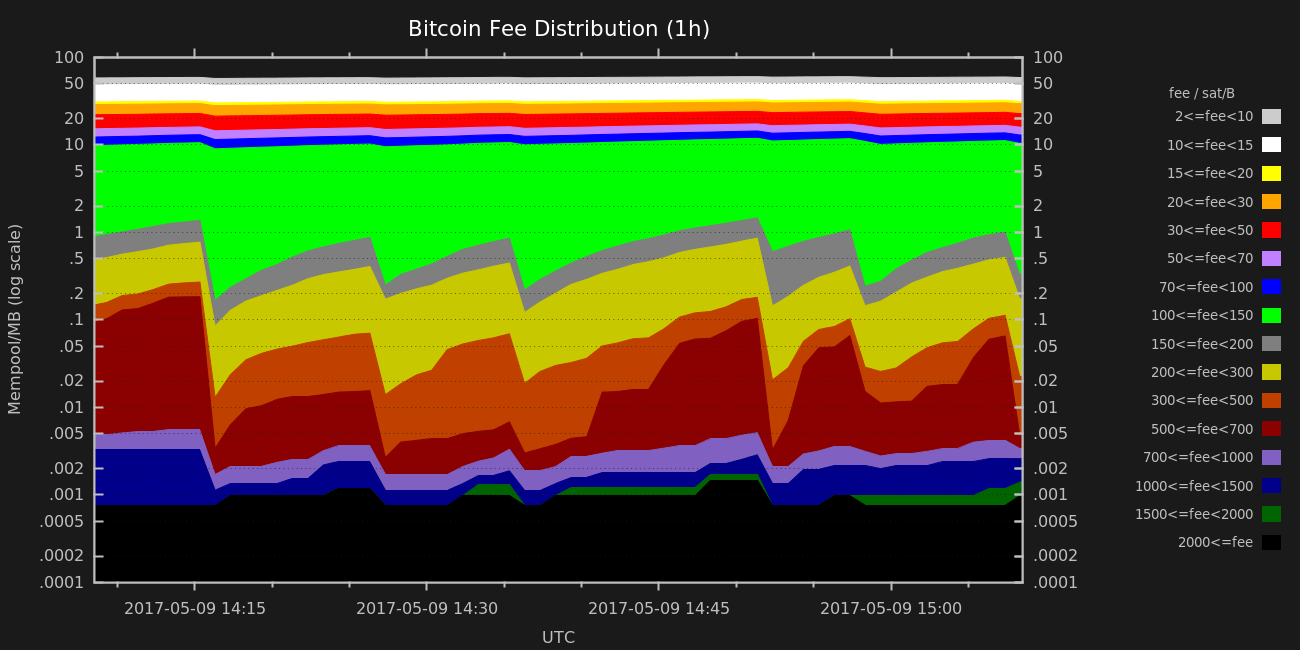 Bitcoin Fee Distribution (1h)
Mempool/MB (log scale)
100
50
20
10
5
2
1
.5
.2
.1
.05
.02
.01
.005
.002
.001
.0005
.0002
.0001
100
50
20
10
5
2
1
.5
.2
.1
.05
.02
.01
.005
.002
.001
.0005
.0002
.0001
2017-05-09 14:15
2017-05-09 14:30
2017-05-09 14:45
2017-05-09 15:00
UTC
fee / sat/B
2<=fee<10
10<=fee<15
15<=fee<20
20<=fee<30
30<=fee<50
50<=fee<70
70<=fee<100
100<=fee<150
150<=fee<200
200<=fee<300
300<=fee<500
500<=fee<700
700<=fee<1000
1000<=fee<1500
1500<=fee<2000
2000<=fee